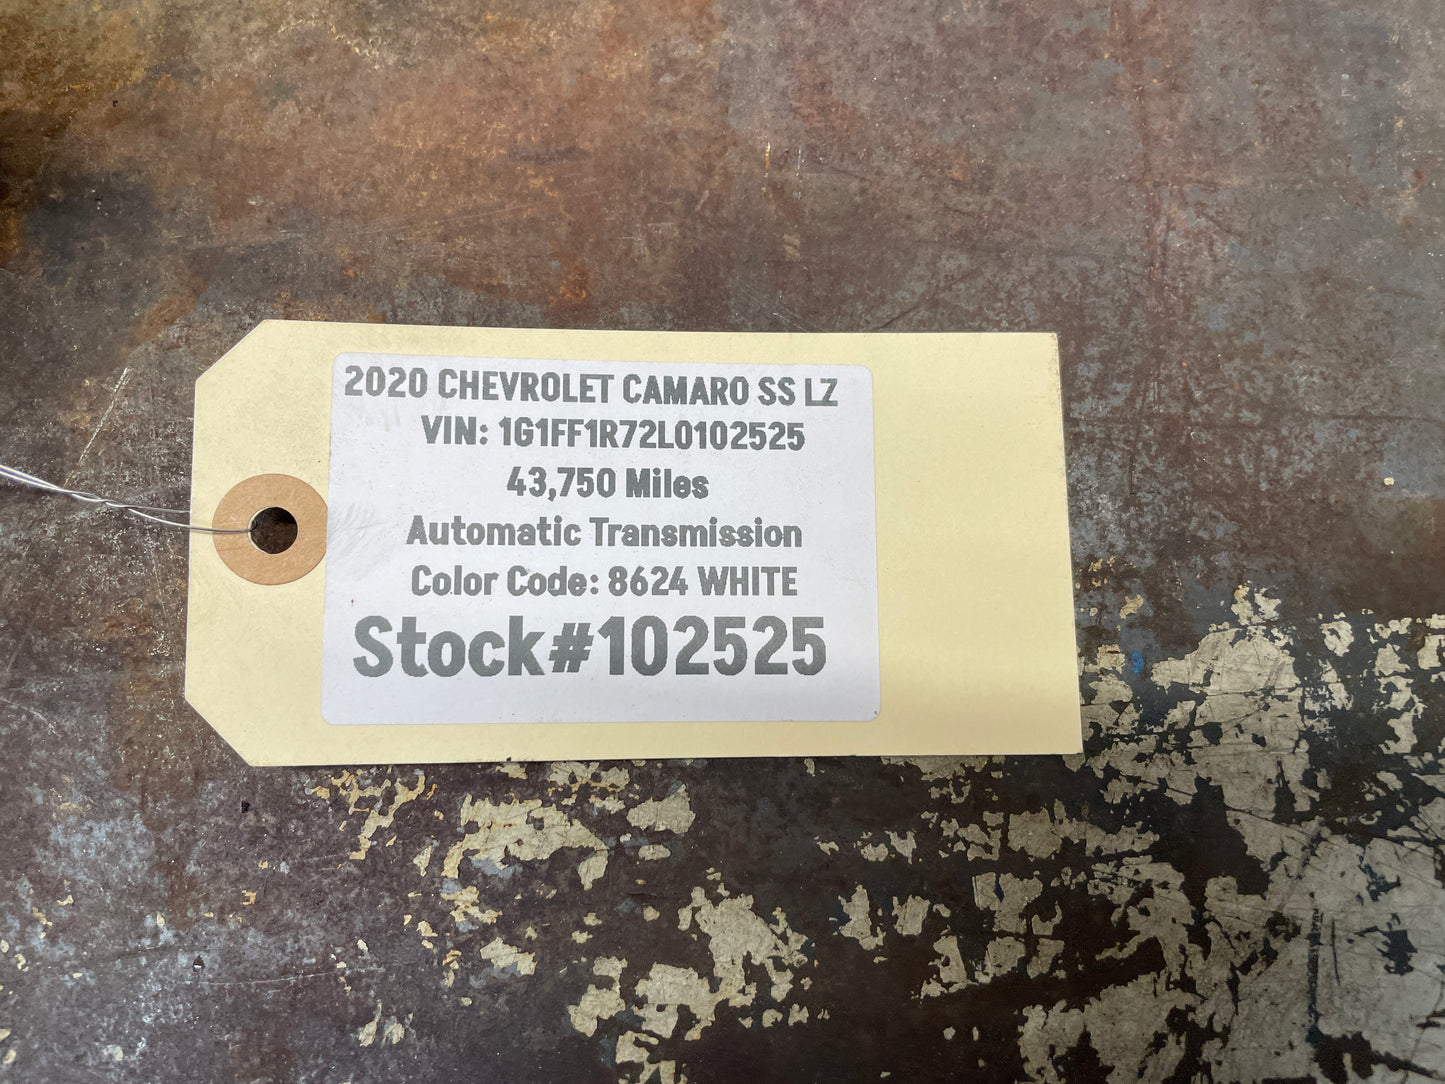 2020 CHEVROLET CAMARO SS LZ
VIN: 1G1FF1R72L0102525
43,750 Miles
Automatic Transmission
Color Code: 8624 WHITE
Stock#102525